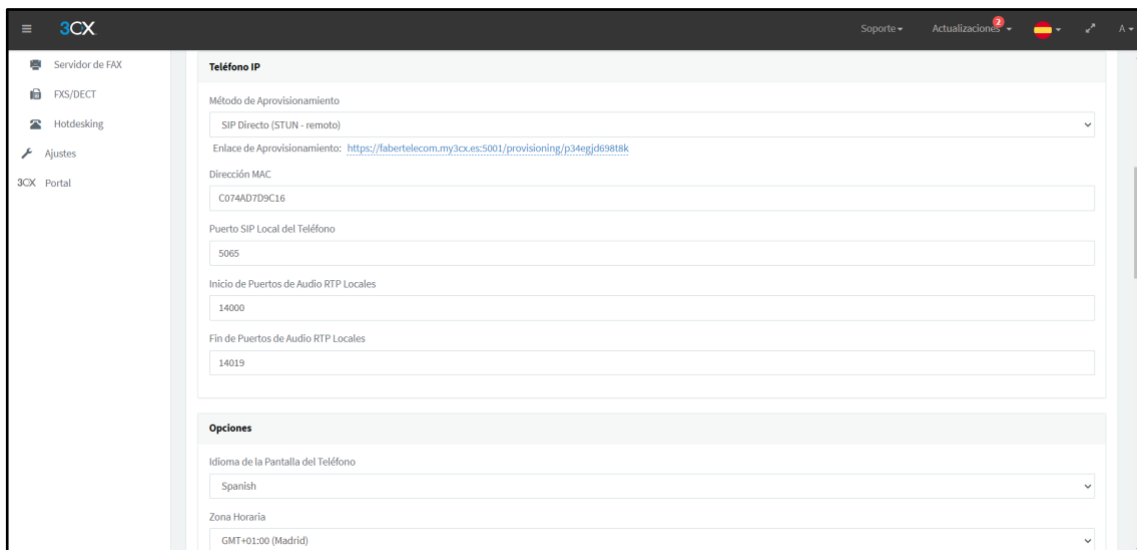 3CX
Soporte
Actualizaciones 2
A
Servidor de FAX
FXS/DECT
Hotdesking
Ajustes
3CX Portal
Teléfono IP
Método de Aprovisionamiento
SIP Directo (STUN - remoto)
Enlace de Aprovisionamiento: https://fabertelecom.my3cx.es:5001/provisioning/p34egjd698t8k
Dirección MAC
C074AD7D9C16
Puerto SIP Local del Teléfono
5065
Inicio de Puertos de Audio RTP Locales
14000
Fin de Puertos de Audio RTP Locales
14019
Opciones
Idioma de la Pantalla del Teléfono
Spanish
Zona Horaria
GMT+01:00 (Madrid)